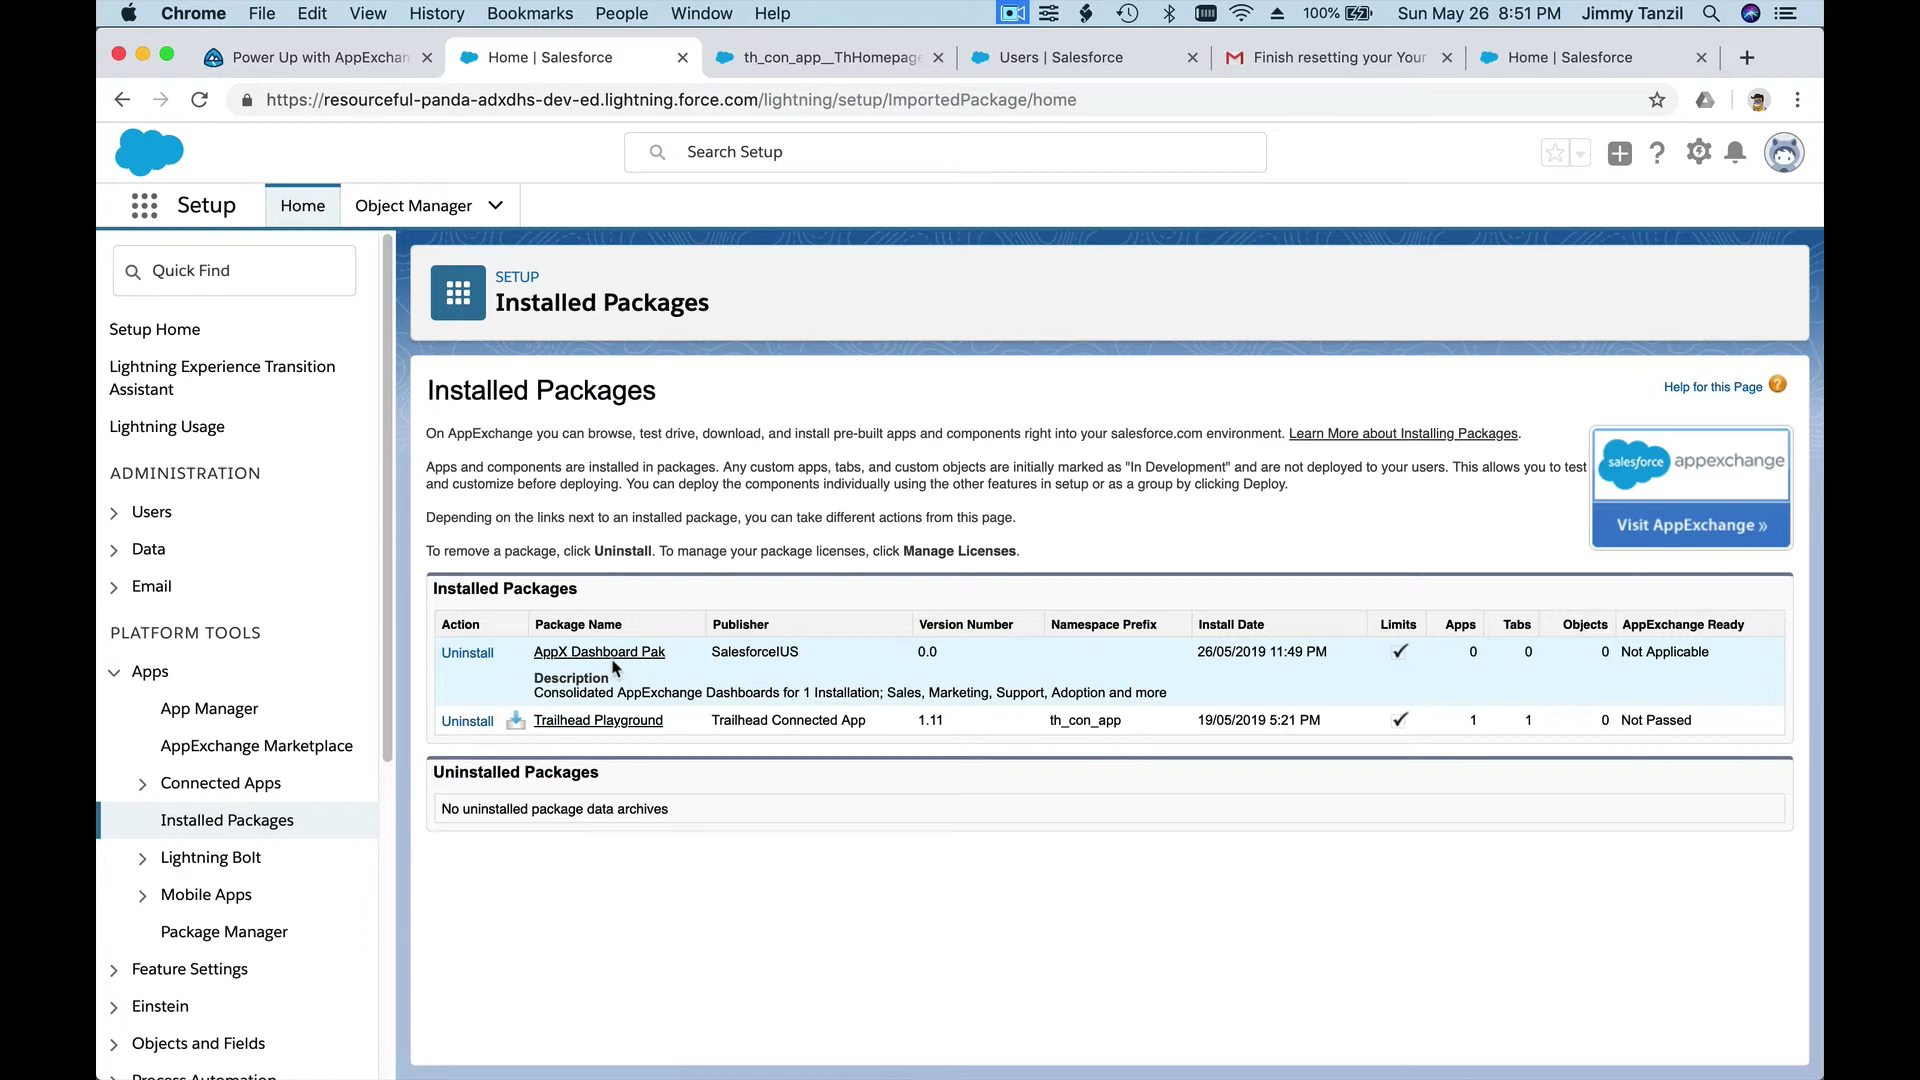 Chrome File Edit View History Bookmarks People Window Help 100% Sun May 26 8:51 PM Jimmy Tanzil
Power Up with AppExchan Home | Salesforce th_con_app__ThHomepage Users | Salesforce Finish resetting your Your Home | Salesforce
https://resourceful-panda-adxdhs-dev-ed.lightning.force.com/lightning/setup/ImportedPackage/home
Search Setup
Setup Home Object Manager
Quick Find
Setup Home
Lightning Experience Transition
Assistant
Lightning Usage
ADMINISTRATION
Users
Data
Email
PLATFORM TOOLS
Apps
App Manager
AppExchange Marketplace
Connected Apps
Installed Packages
Lightning Bolt
Mobile Apps
Package Manager
Feature Settings
Einstein
Objects and Fields
Process Automation
SETUP
Installed Packages
Installed Packages
Help for this Page
On AppExchange you can browse, test drive, download, and install pre-built apps and components right into your salesforce.com environment. Learn More about Installing Packages.
Apps and components are installed in packages. Any custom apps, tabs, and custom objects are initially marked as "In Development" and are not deployed to your users. This allows you to test
and customize before deploying. You can deploy the components individually using the other features in setup or as a group by clicking Deploy.
Depending on the links next to an installed package, you can take different actions from this page.
To remove a package, click Uninstall. To manage your package licenses, click Manage Licenses.
salesforce appexchange
Visit AppExchange »
Installed Packages
Action Package Name Publisher Version Number Namespace Prefix Install Date Limits Apps Tabs Objects AppExchange Ready
Uninstall AppX Dashboard Pak SalesforceIUS 0.0 26/05/2019 11:49 PM 0 0 0 Not Applicable
Description
Consolidated AppExchange Dashboards for 1 Installation; Sales, Marketing, Support, Adoption and more
Uninstall Trailhead Playground Trailhead Connected App 1.11 th_con_app 19/05/2019 5:21 PM 1 1 0 Not Passed
Uninstalled Packages
No uninstalled package data archives